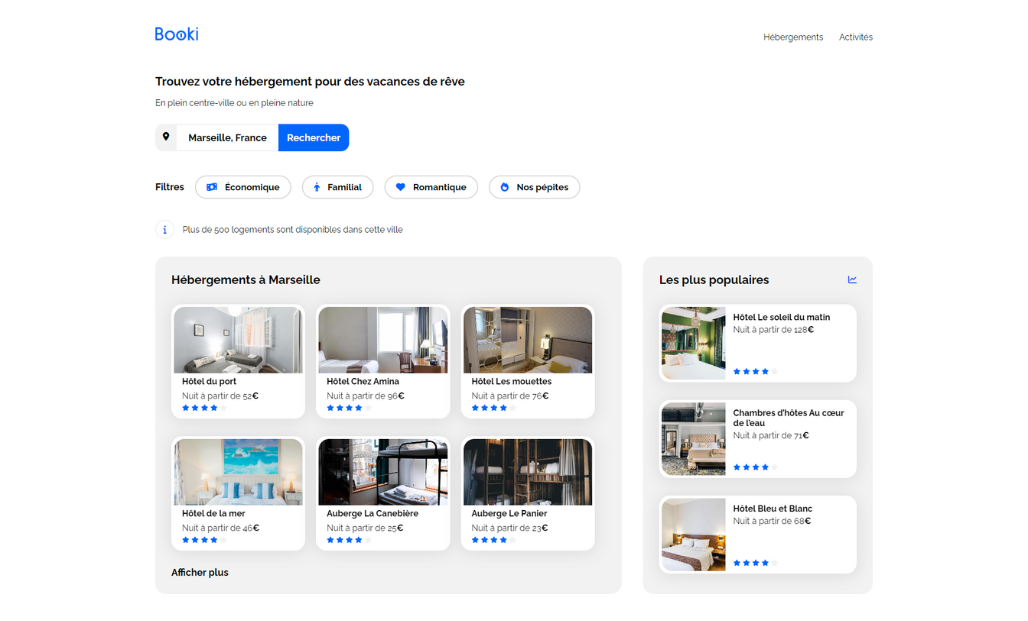 Booki
Hébergements
Activités
Trouvez votre hébergement pour des vacances de rêve
En plein centre-ville ou en pleine nature
Marseille, France
Rechercher
Filtres
Économique
Familial
Romantique
Nos pépites
Plus de 500 logements sont disponibles dans cette ville
Hébergements à Marseille
Hôtel du port
Nuit à partir de 52€
Hôtel Chez Amina
Nuit à partir de 96€
Hôtel Les mouettes
Nuit à partir de 76€
Hôtel de la mer
Nuit à partir de 46€
Auberge La Canebière
Nuit à partir de 25€
Auberge Le Panier
Nuit à partir de 23€
Afficher plus
Les plus populaires
Hôtel Le soleil du matin
Nuit à partir de 128€
Chambres d'hôtes Au cœur
de l'eau
Nuit à partir de 71€
Hôtel Bleu et Blanc
Nuit à partir de 68€